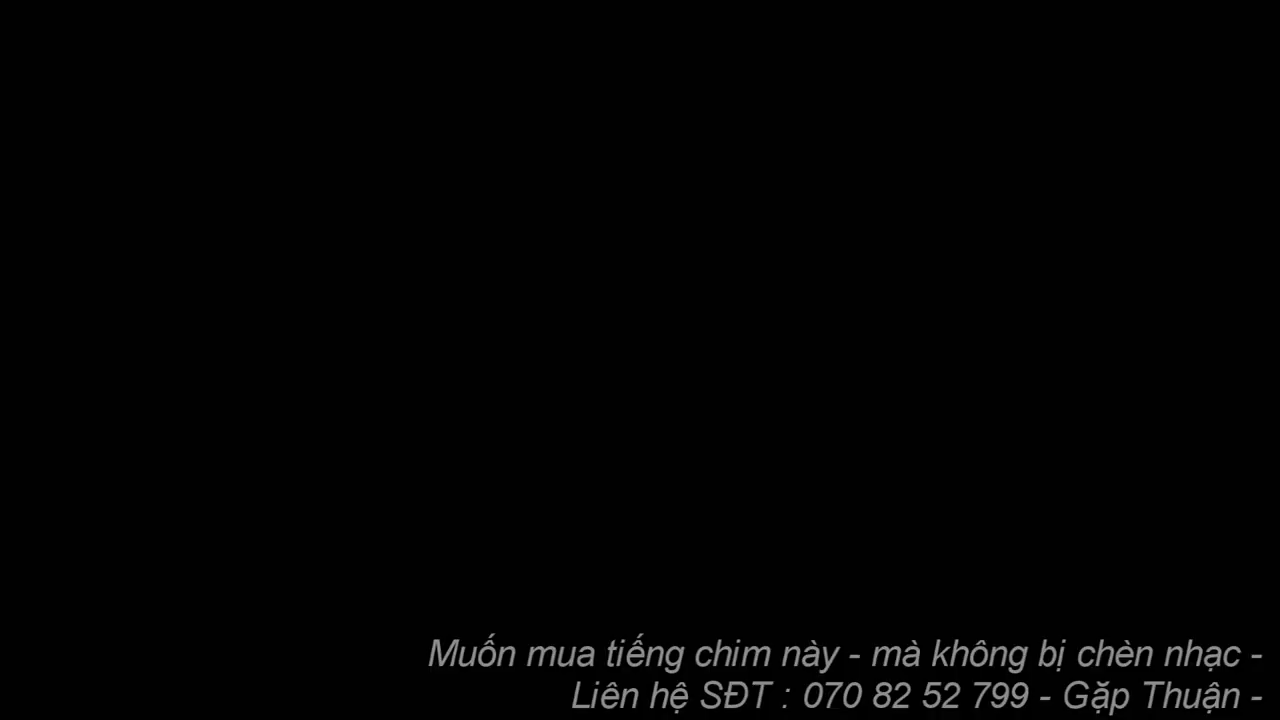 Muốn mua tiếng chim này - mà không bị chèn nhạc -
Liên hệ SĐT : 070 82 52 799 - Gặp Thuận -